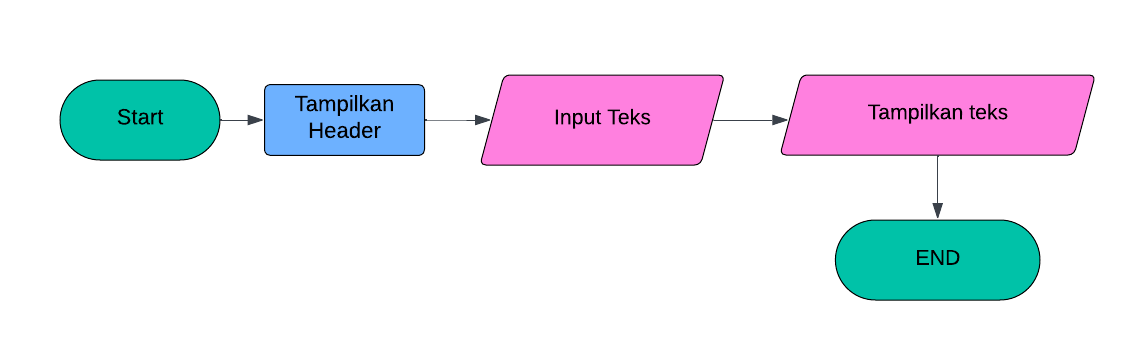 Start
Tampilkan
Header
Input Teks
Tampilkan teks
END